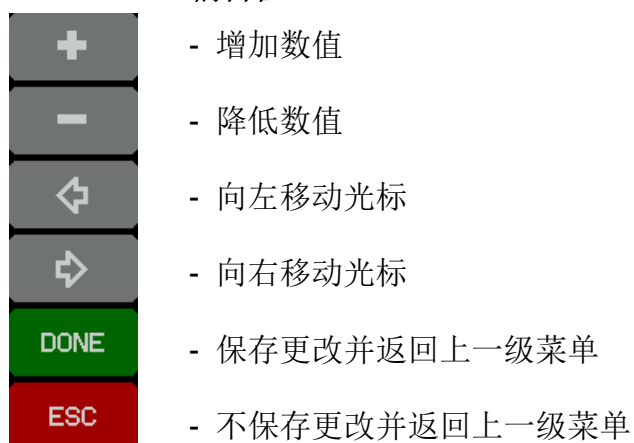 - 增加数值
- 降低数值
- 向左移动光标
- 向右移动光标
DONE - 保存更改并返回上一级菜单
ESC - 不保存更改并返回上一级菜单